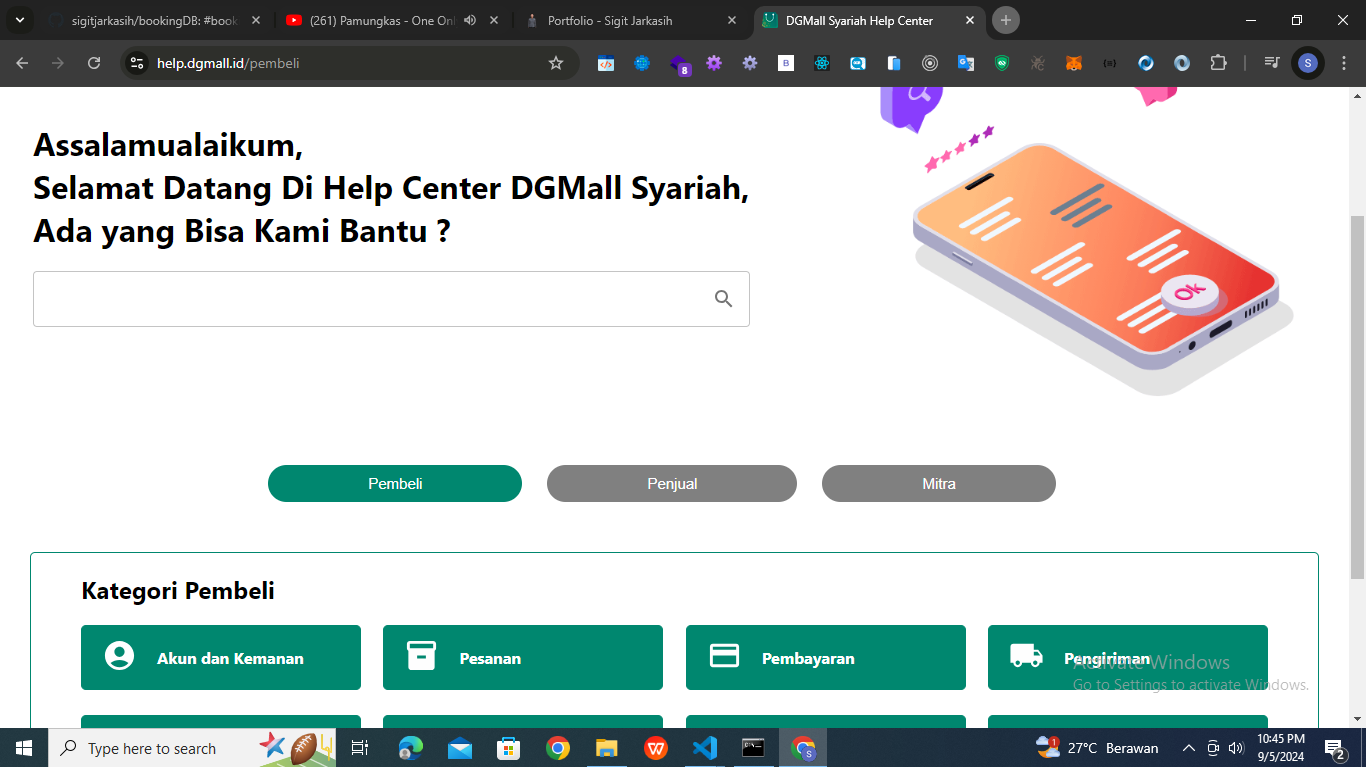 sigitjarkasih/bookingDB: #book
(261) Pamungkas - One Onl
Portfolio - Sigit Jarkasih
DGMall Syariah Help Center
help.dgmall.id/pembeli
8
B
S
Assalamualaikum,
Selamat Datang Di Help Center DGMall Syariah,
Ada yang Bisa Kami Bantu ?
Ok
Pembeli
Penjual
Mitra
Kategori Pembeli
Akun dan Kemanan
Pesanan
Pembayaran
Pengiriman
Activate Windows
Go to Settings to activate Windows.
Type here to search
1
27°C Berawan
10:45 PM
9/5/2024
2